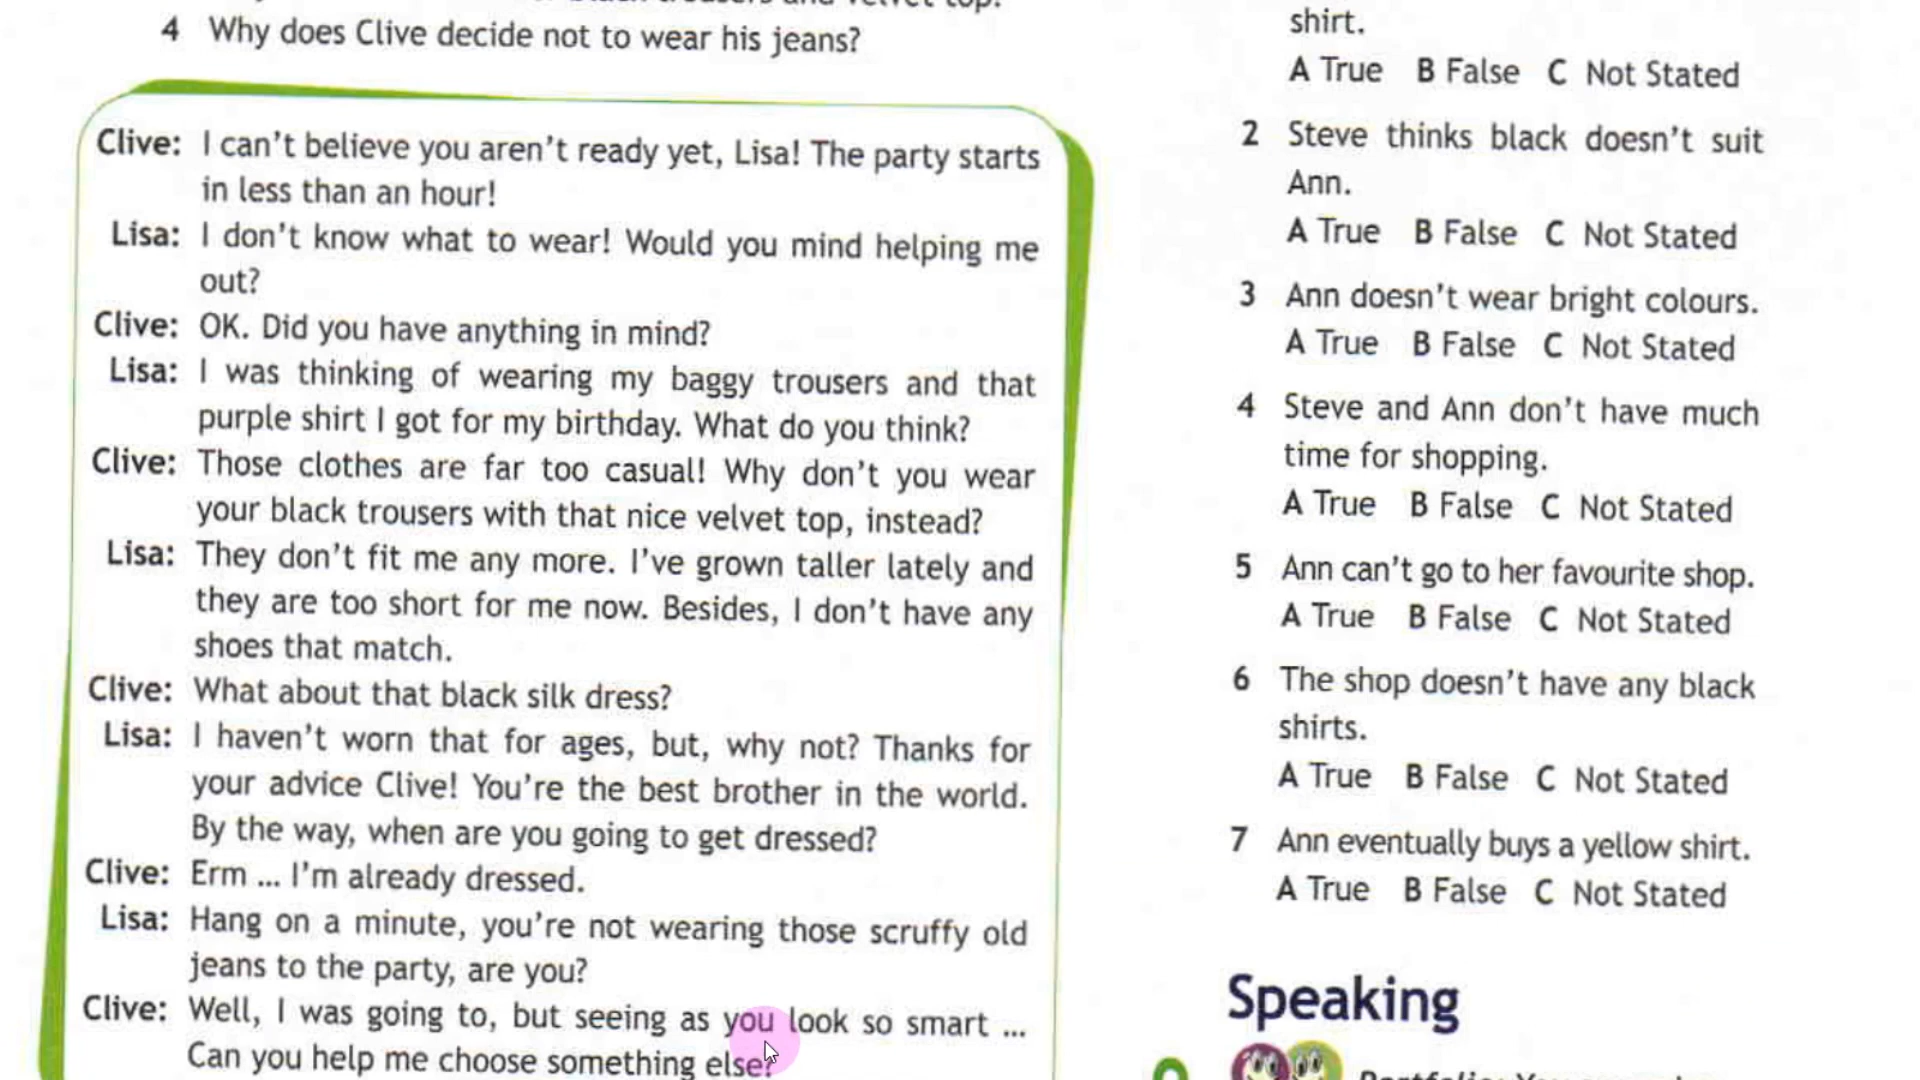 black trousers and velvet top.
4 Why does Clive decide not to wear his jeans?
Clive: I can't believe you aren't ready yet, Lisa! The party starts
in less than an hour!
Lisa: I don't know what to wear! Would you mind helping me
out?
Clive: OK. Did you have anything in mind?
Lisa: I was thinking of wearing my baggy trousers and that
purple shirt I got for my birthday. What do you think?
Clive: Those clothes are far too casual! Why don't you wear
your black trousers with that nice velvet top, instead?
Lisa: They don't fit me any more. I've grown taller lately and
they are too short for me now. Besides, I don't have any
shoes that match.
Clive: What about that black silk dress?
Lisa: I haven't worn that for ages, but, why not? Thanks for
your advice Clive! You're the best brother in the world.
By the way, when are you going to get dressed?
Clive: Erm ... I'm already dressed.
Lisa: Hang on a minute, you're not wearing those scruffy old
jeans to the party, are you?
Clive: Well, I was going to, but seeing as you look so smart ...
Can you help me choose something else?
shirt.
A True B False C Not Stated
2 Steve thinks black doesn't suit
Ann.
A True B False C Not Stated
3 Ann doesn't wear bright colours.
A True B False C Not Stated
4 Steve and Ann don't have much
time for shopping.
A True B False C Not Stated
5 Ann can't go to her favourite shop.
A True B False C Not Stated
6 The shop doesn't have any black
shirts.
A True B False C Not Stated
7 Ann eventually buys a yellow shirt.
A True B False C Not Stated
Speaking
Portfolio: